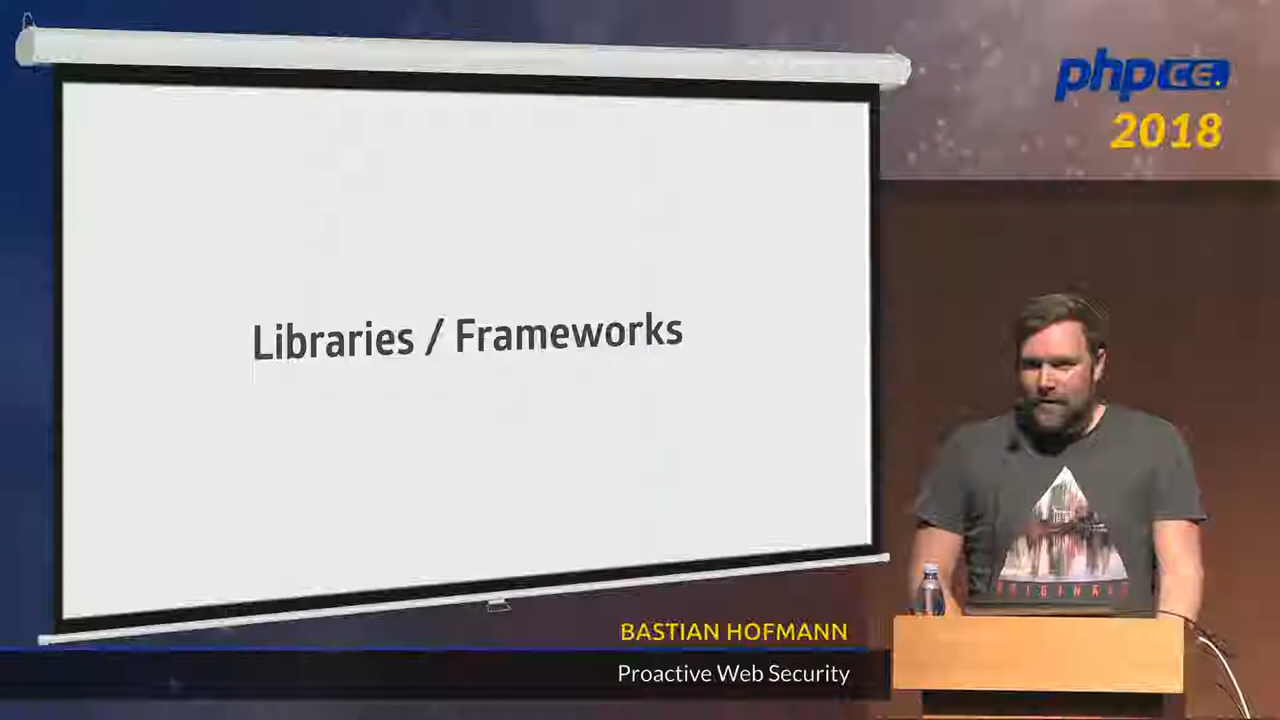 phpce.
2018
Libraries / Frameworks
BASTIAN HOFMANN
Proactive Web Security